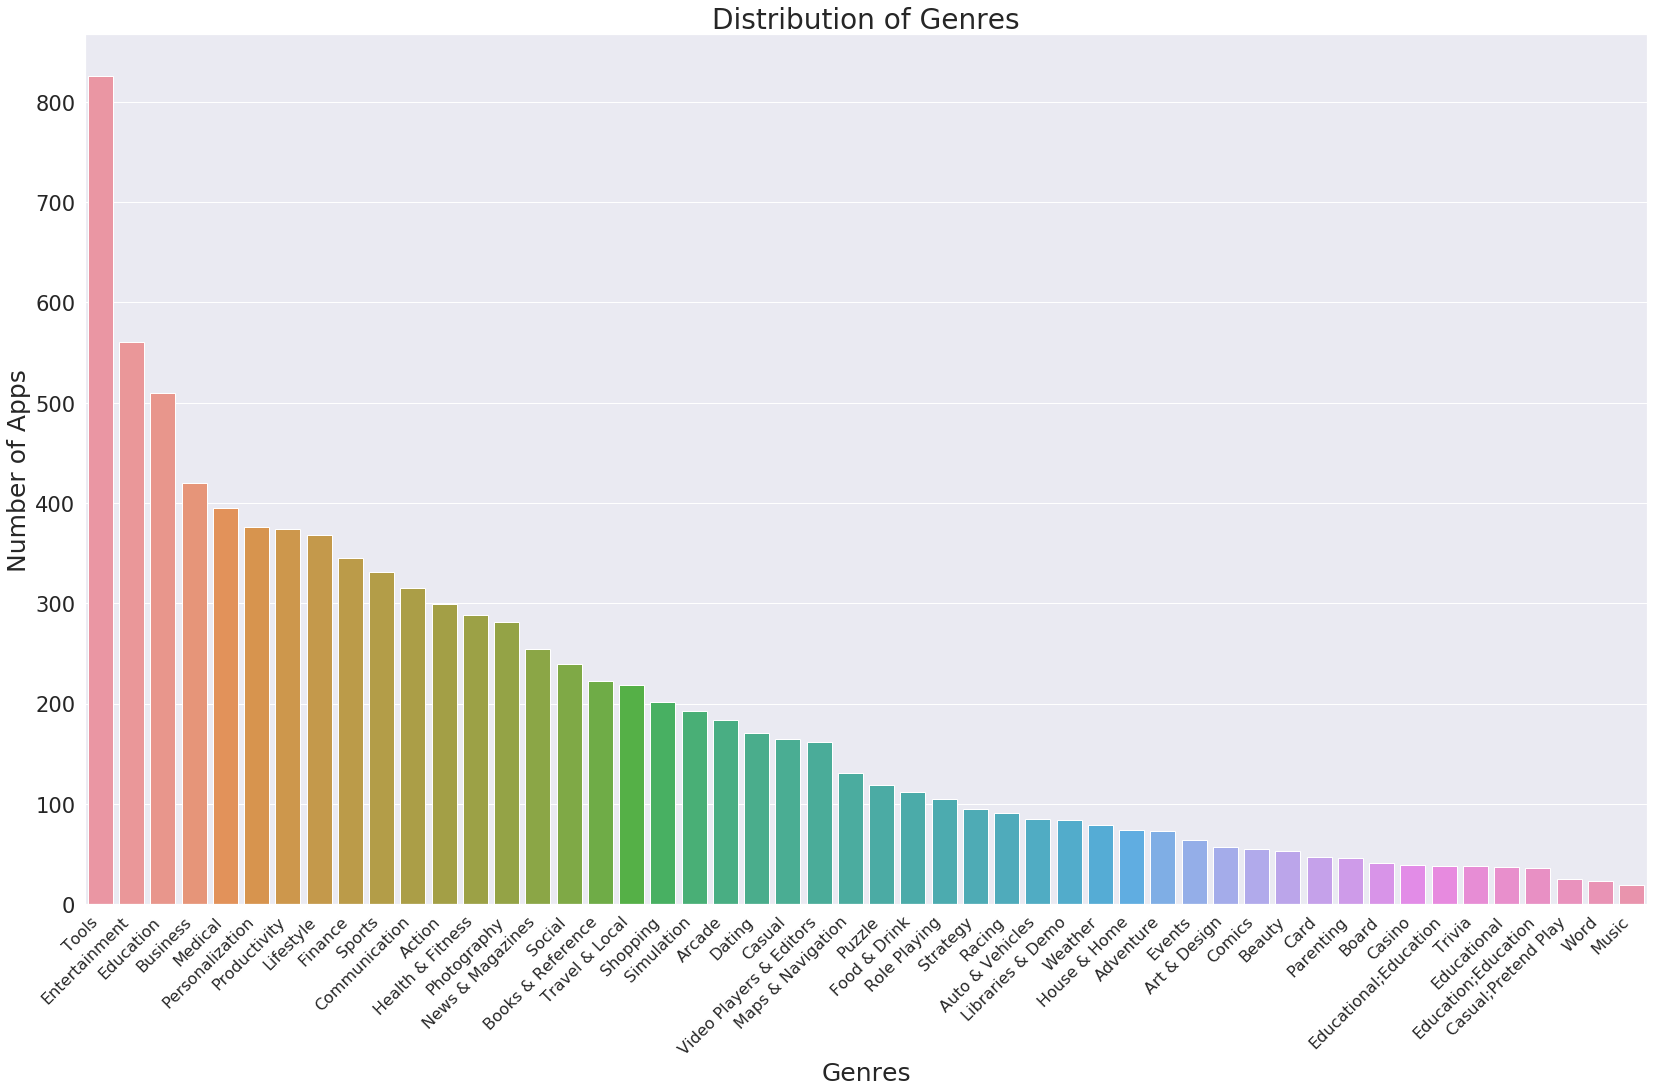 Distribution of Genres
Number of Apps
800
700
600
500
400
300
200
100
0
Tools
Entertainment
Education
Business
Medical
Personalization
Productivity
Lifestyle
Finance
Sports
Communication
Action
Health & Fitness
Photography
News & Magazines
Social
Books & Reference
Travel & Local
Shopping
Simulation
Arcade
Dating
Casual
Video Players & Editors
Maps & Navigation
Puzzle
Food & Drink
Role Playing
Strategy
Racing
Auto & Vehicles
Libraries & Demo
Weather
House & Home
Adventure
Events
Art & Design
Comics
Beauty
Card
Parenting
Board
Casino
Educational;Education
Trivia
Educational
Education;Education
Casual;Pretend Play
Word
Music
Genres